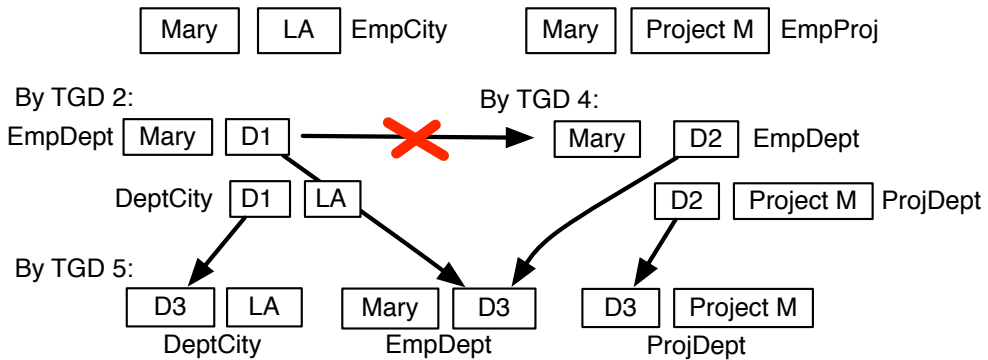 Mary LA EmpCity Mary Project M EmpProj
By TGD 2: By TGD 4:
EmpDept Mary D1 Mary D2 EmpDept
DeptCity D1 LA D2 Project M ProjDept
By TGD 5:
D3 LA Mary D3 D3 Project M
DeptCity EmpDept ProjDept